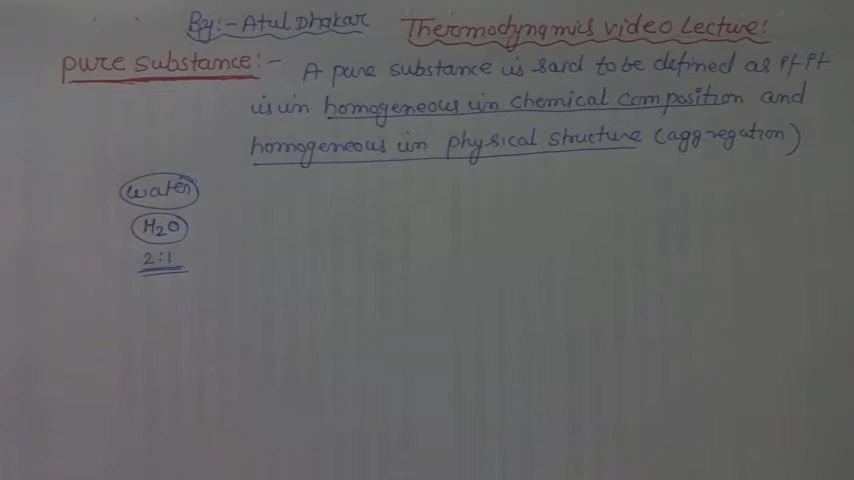 By:- Atul Dhakar Thermodynamics video Lecture:
pure substance:- A pure substance is said to be defined as if it
is in homogeneous in chemical composition and
homogeneous in physical structure (aggregation)
water
H₂O
2:1